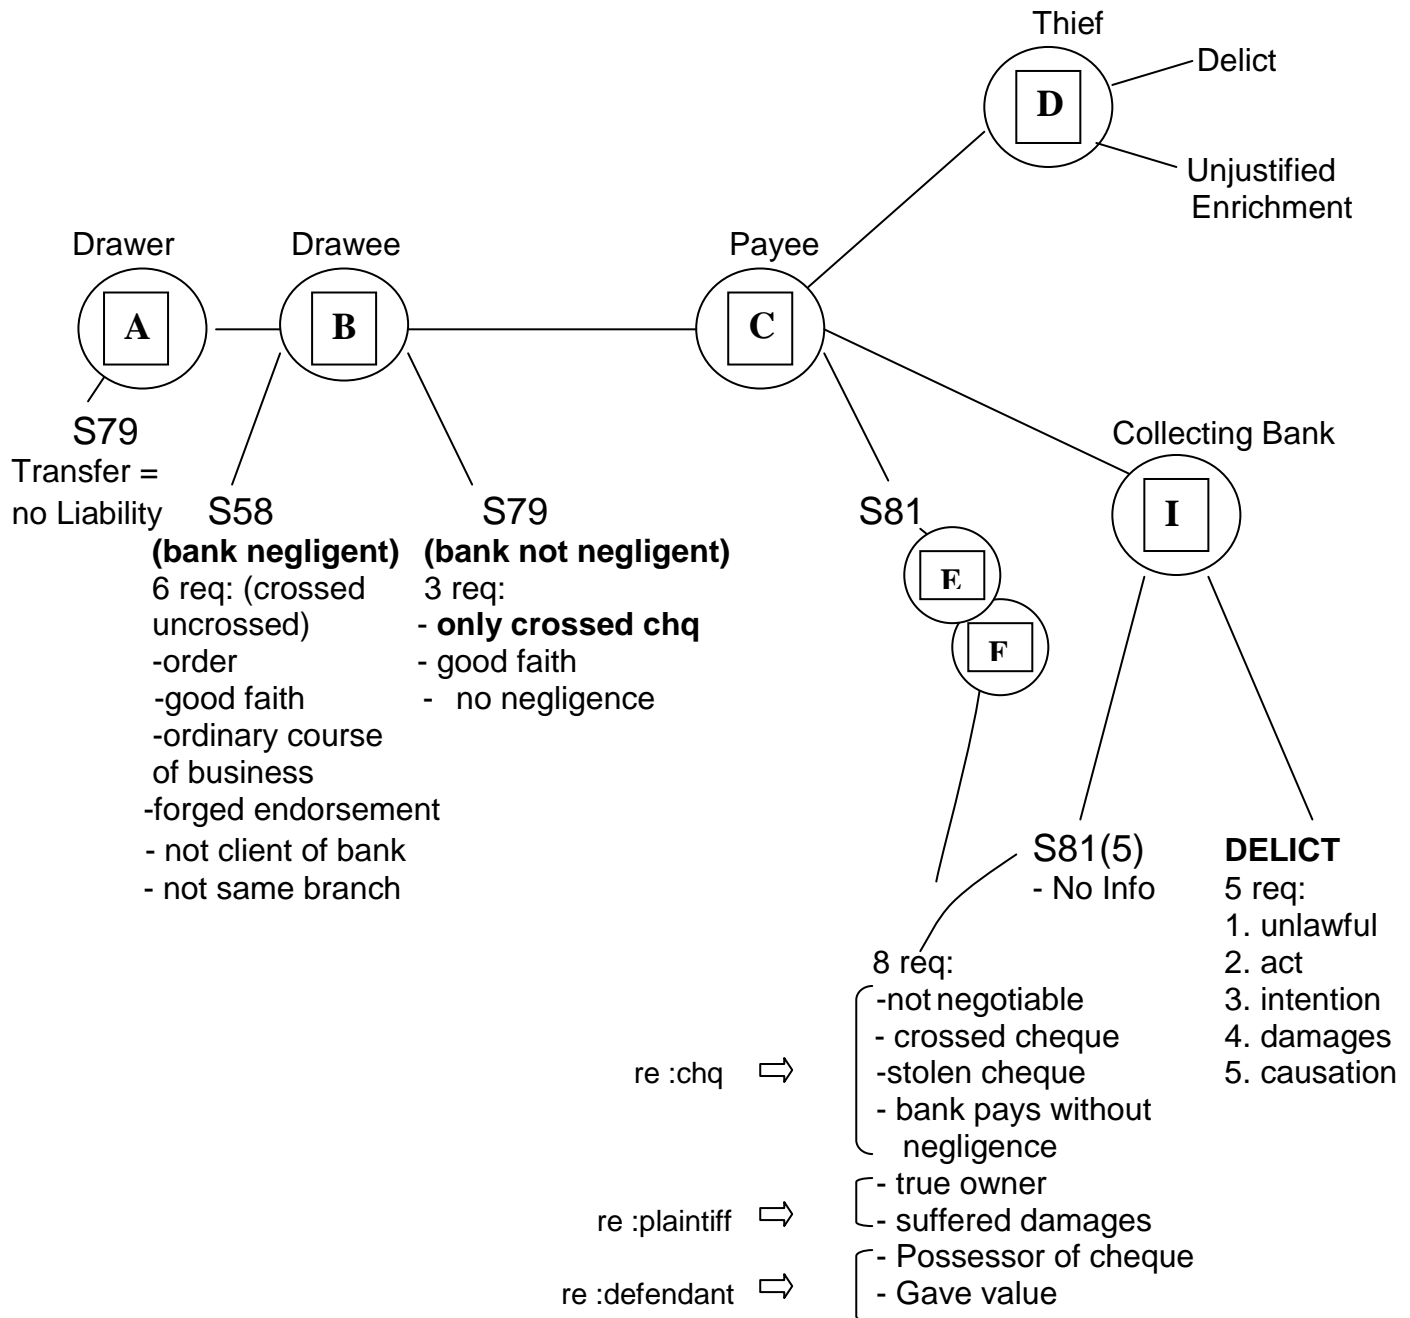 Thief
D
Delict
Unjustified
Enrichment
Drawer
Drawee
Payee
A
B
C
S79
Transfer =
no Liability
S58
(bank negligent)
6 req: (crossed
uncrossed)
-order
-good faith
-ordinary course
of business
-forged endorsement
- not client of bank
- not same branch
S79
(bank not negligent)
3 req:
- only crossed chq
- good faith
- no negligence
S81
E
F
Collecting Bank
I
S81(5)
- No Info
DELICT
5 req:
1. unlawful
2. act
3. intention
4. damages
5. causation
8 req:
-not negotiable
- crossed cheque
re :chq
-stolen cheque
- bank pays without
negligence
- true owner
re :plaintiff
- suffered damages
- Possessor of cheque
re :defendant
- Gave value